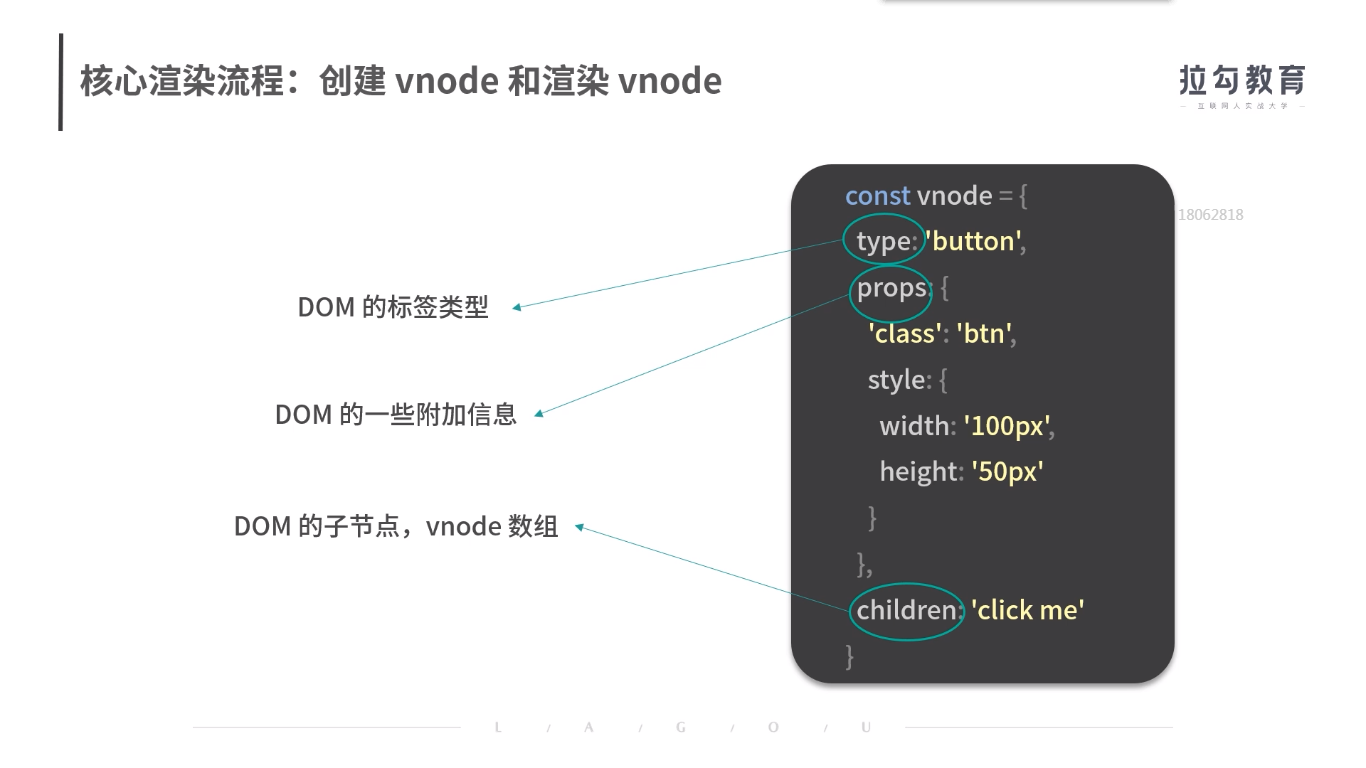 核心渲染流程：创建 vnode 和渲染 vnode
拉勾教育
互联网人实战大学
18062818
const vnode = {
type: 'button',
props: {
'class': 'btn',
style: {
width: '100px',
height: '50px'
}
},
children: 'click me'
}
DOM 的标签类型
DOM 的一些附加信息
DOM 的子节点，vnode 数组
L / A / G / O / U